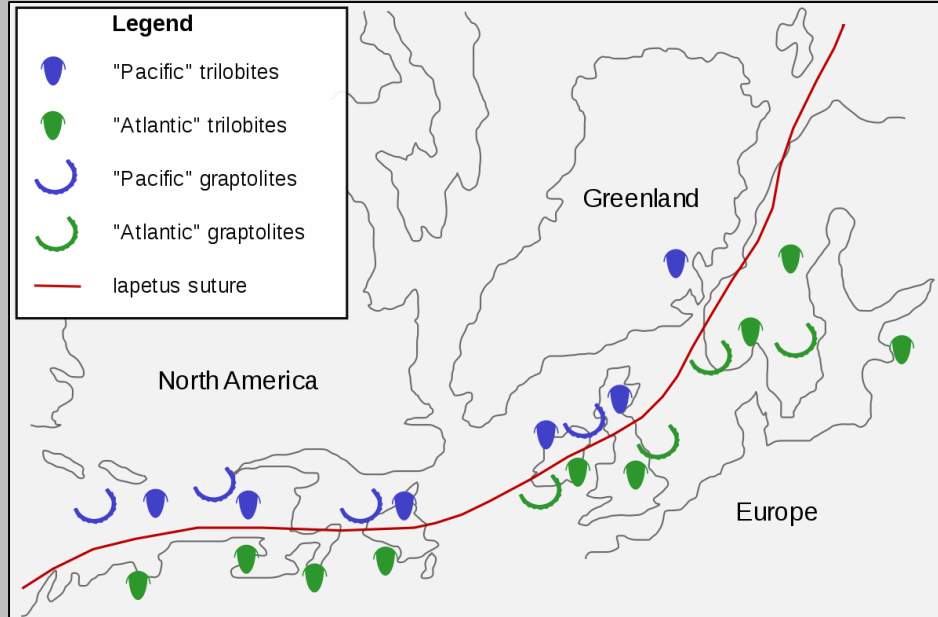 Legend
"Pacific" trilobites
"Atlantic" trilobites
"Pacific" graptolites
"Atlantic" graptolites
Iapetus suture
Greenland
North America
Europe